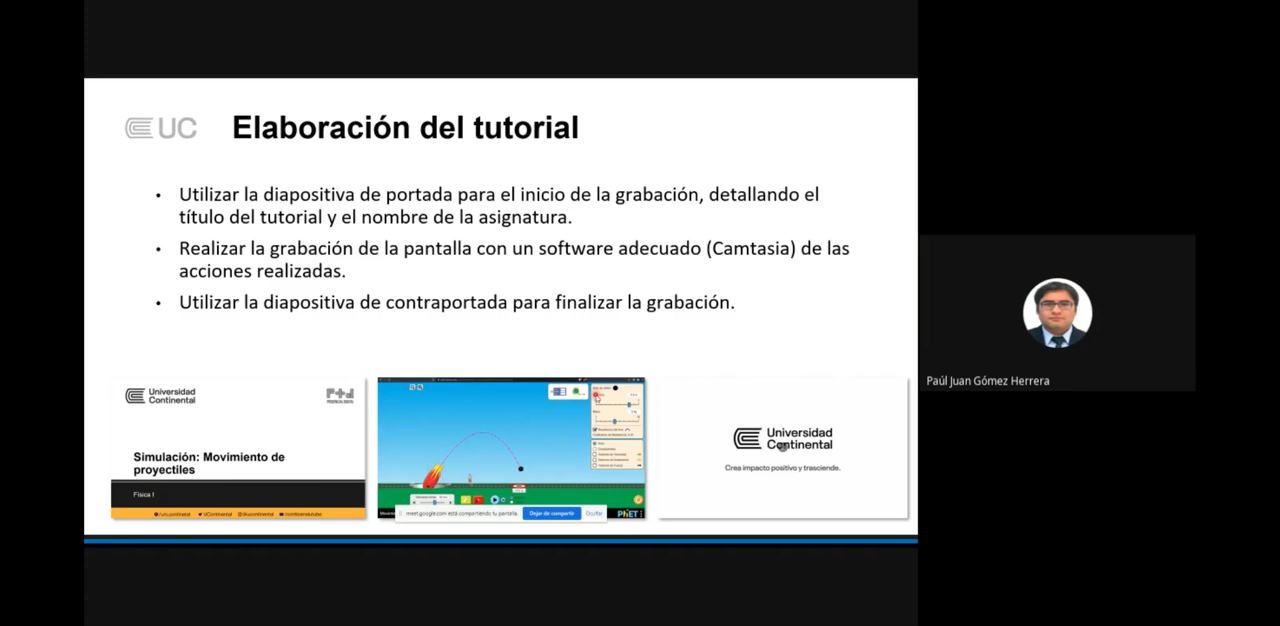 UC
Elaboración del tutorial
• Utilizar la diapositiva de portada para el inicio de la grabación, detallando el
título del tutorial y el nombre de la asignatura.
• Realizar la grabación de la pantalla con un software adecuado (Camtasia) de las
acciones realizadas.
• Utilizar la diapositiva de contraportada para finalizar la grabación.
Universidad
Continental
Simulación: Movimiento de
proyectiles
Física I
/ucontinental
meet.google.com está compartiendo tu pantalla.
Dejar de compartir
Ocultar
PhET
Universidad
Continental
Crea impacto positivo y trasciende.
Paúl Juan Gómez Herrera